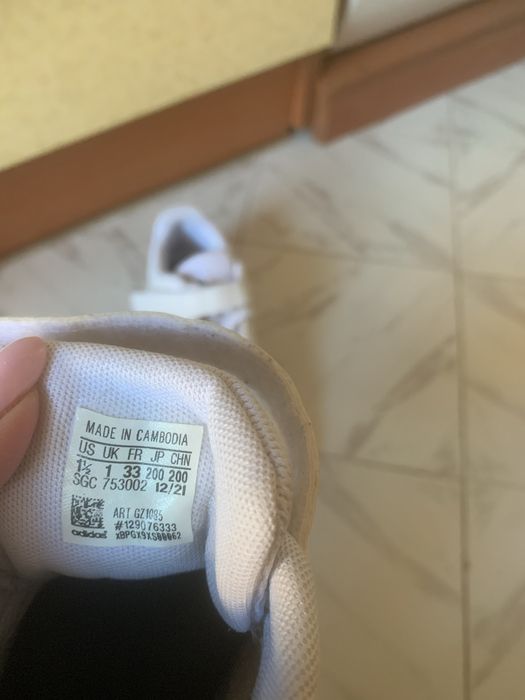 MADE IN CAMBODIA
US UK FR JP CHN
1½ 1 33 200 200
SGC 753002 12/21
ART GZ1085
#129076333
adidas xBPGX9XS00062